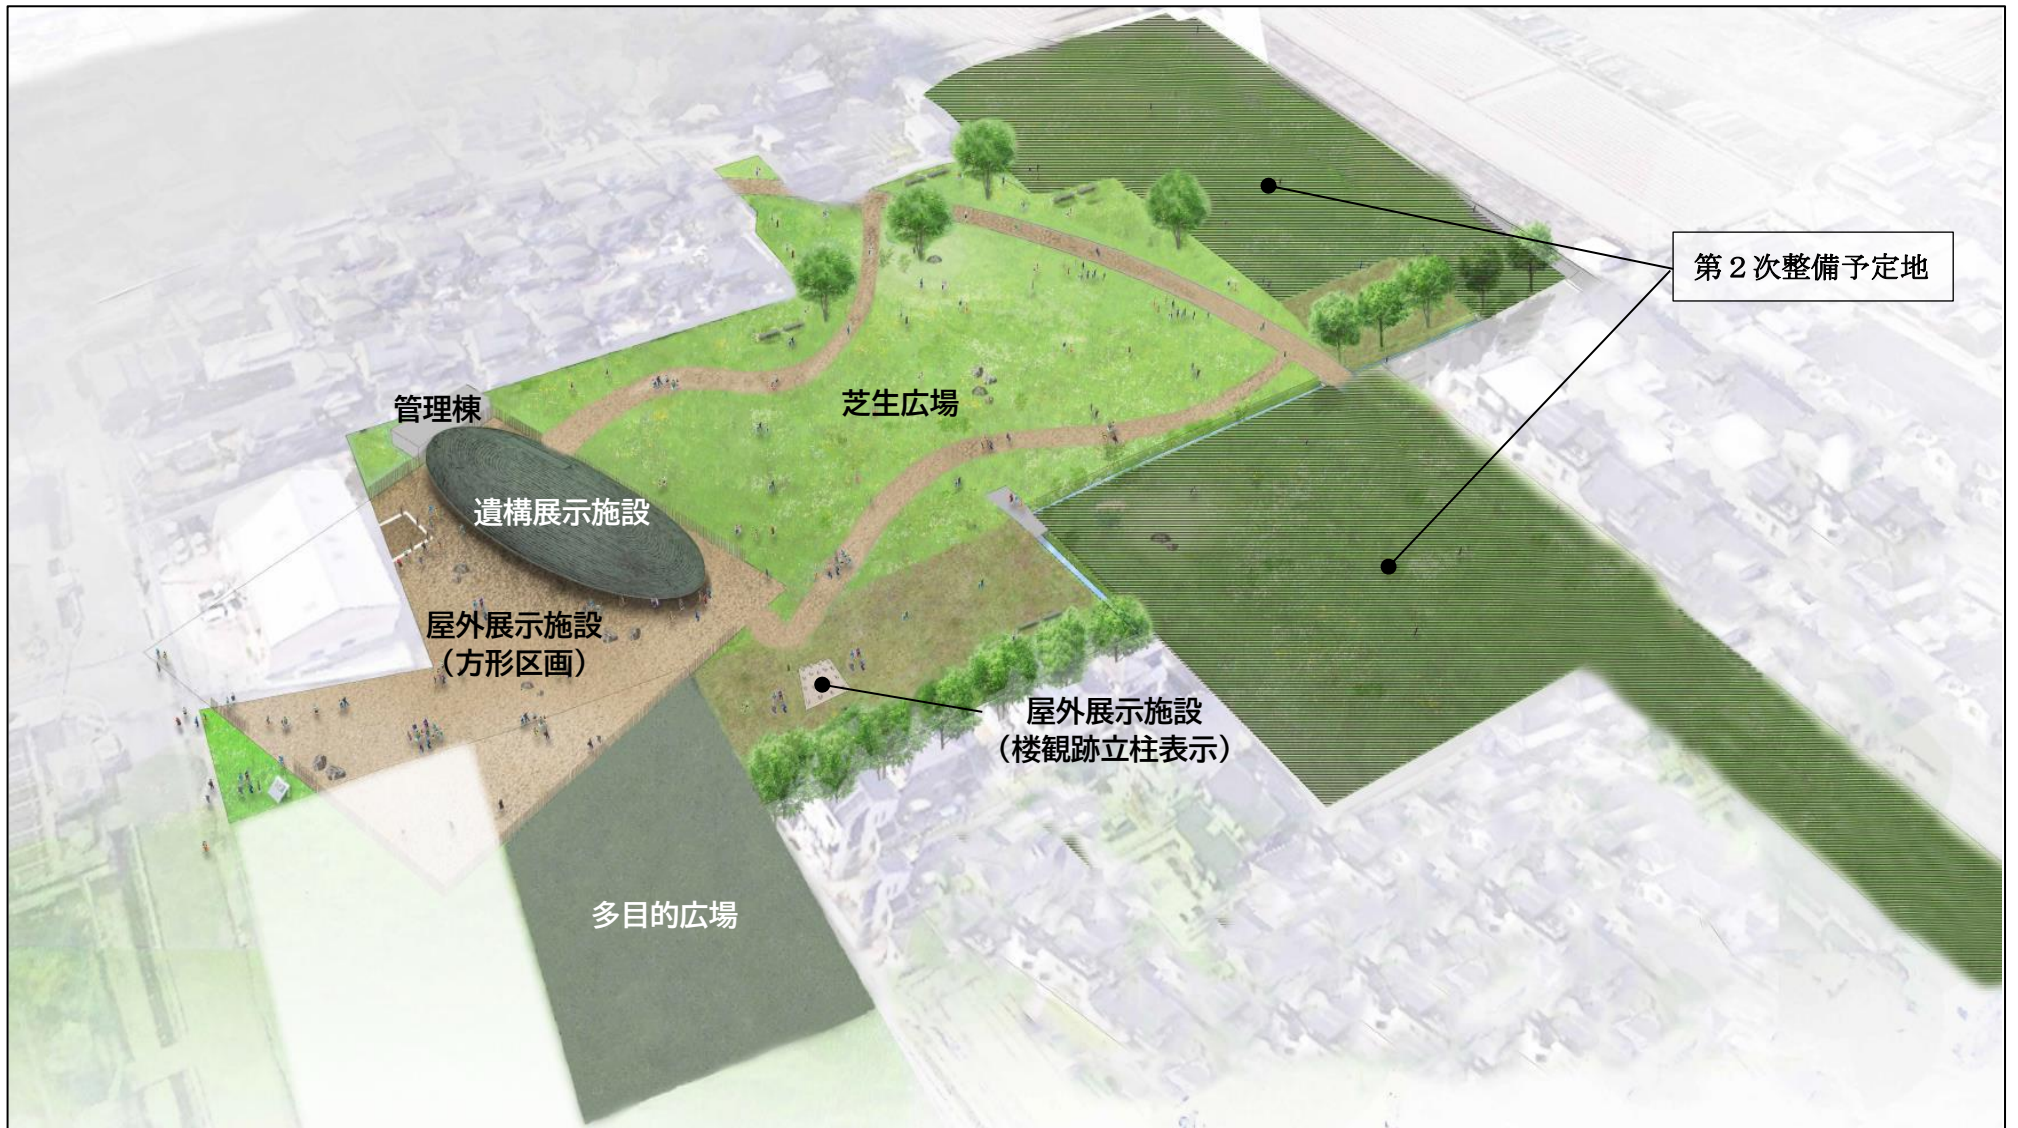 第２次整備予定地
管理棟
芝生広場
遺構展示施設
屋外展示施設
（方形区画）
屋外展示施設
（楼観跡立柱表示）
多目的広場